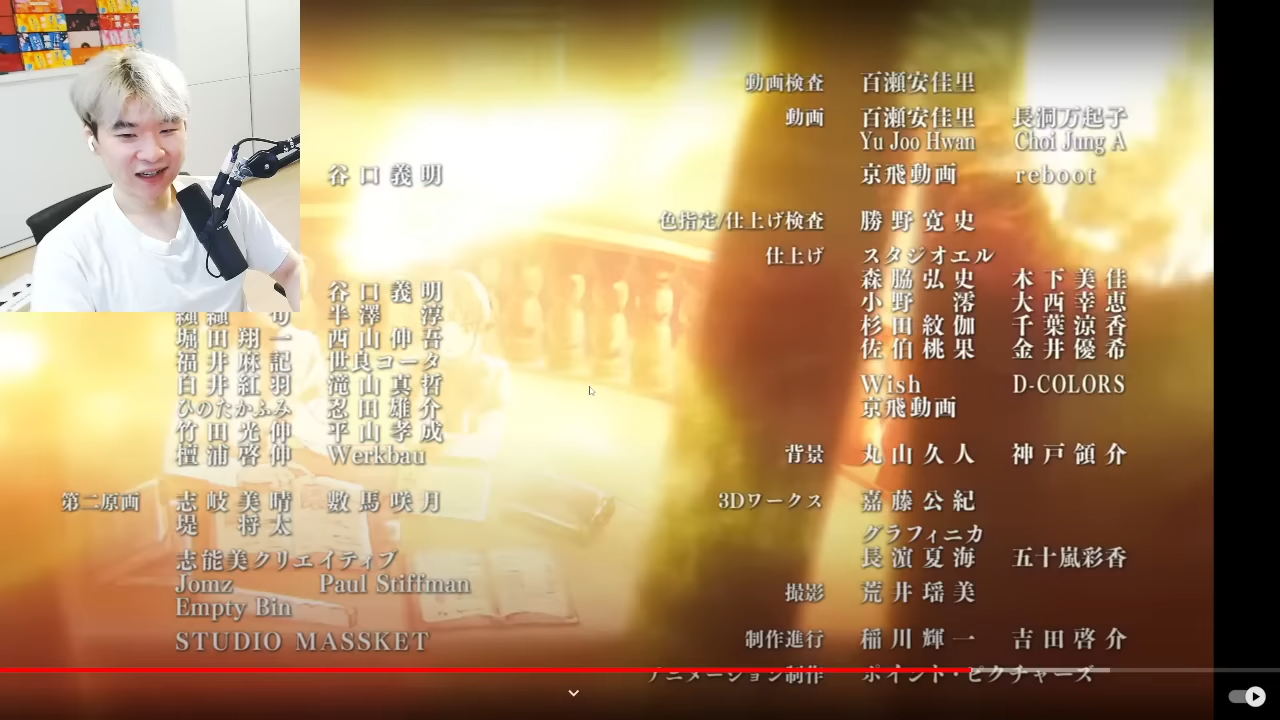 谷口義明
谷口義明
半澤 淳
堀田翔一 西山伸吾
福井麻記 世良コータ
白井紅羽 滝山真哲
ひのたかふみ 忍田雄介
竹田光伸 平山孝成
檀浦啓伸 Werkbau
第二原画 志岐美晴 數馬咲月
堤 将太
志能美クリエイティブ
Jomz Paul Stiffman
Empty Bin
STUDIO MASSKET
動画検査 百瀬安佳里
動画 百瀬安佳里 長洞万起子
Yu Joo Hwan Choi Jung A
京飛動画 reboot
色指定/仕上げ検査 勝野寛史
仕上げ スタジオエル
森脇弘史 木下美佳
小野 澪 大西幸恵
杉田紋伽 千葉涼香
佐伯桃果 金井優希
Wish D-COLORS
京飛動画
背景 丸山久人 神戸領介
3Dワークス 嘉藤公紀
グラフィニカ
長濵夏海 五十嵐彩香
撮影 荒井瑶美
制作進行 稲川輝一 吉田啓介
アニメーション制作 ポイント・ピクチャーズ